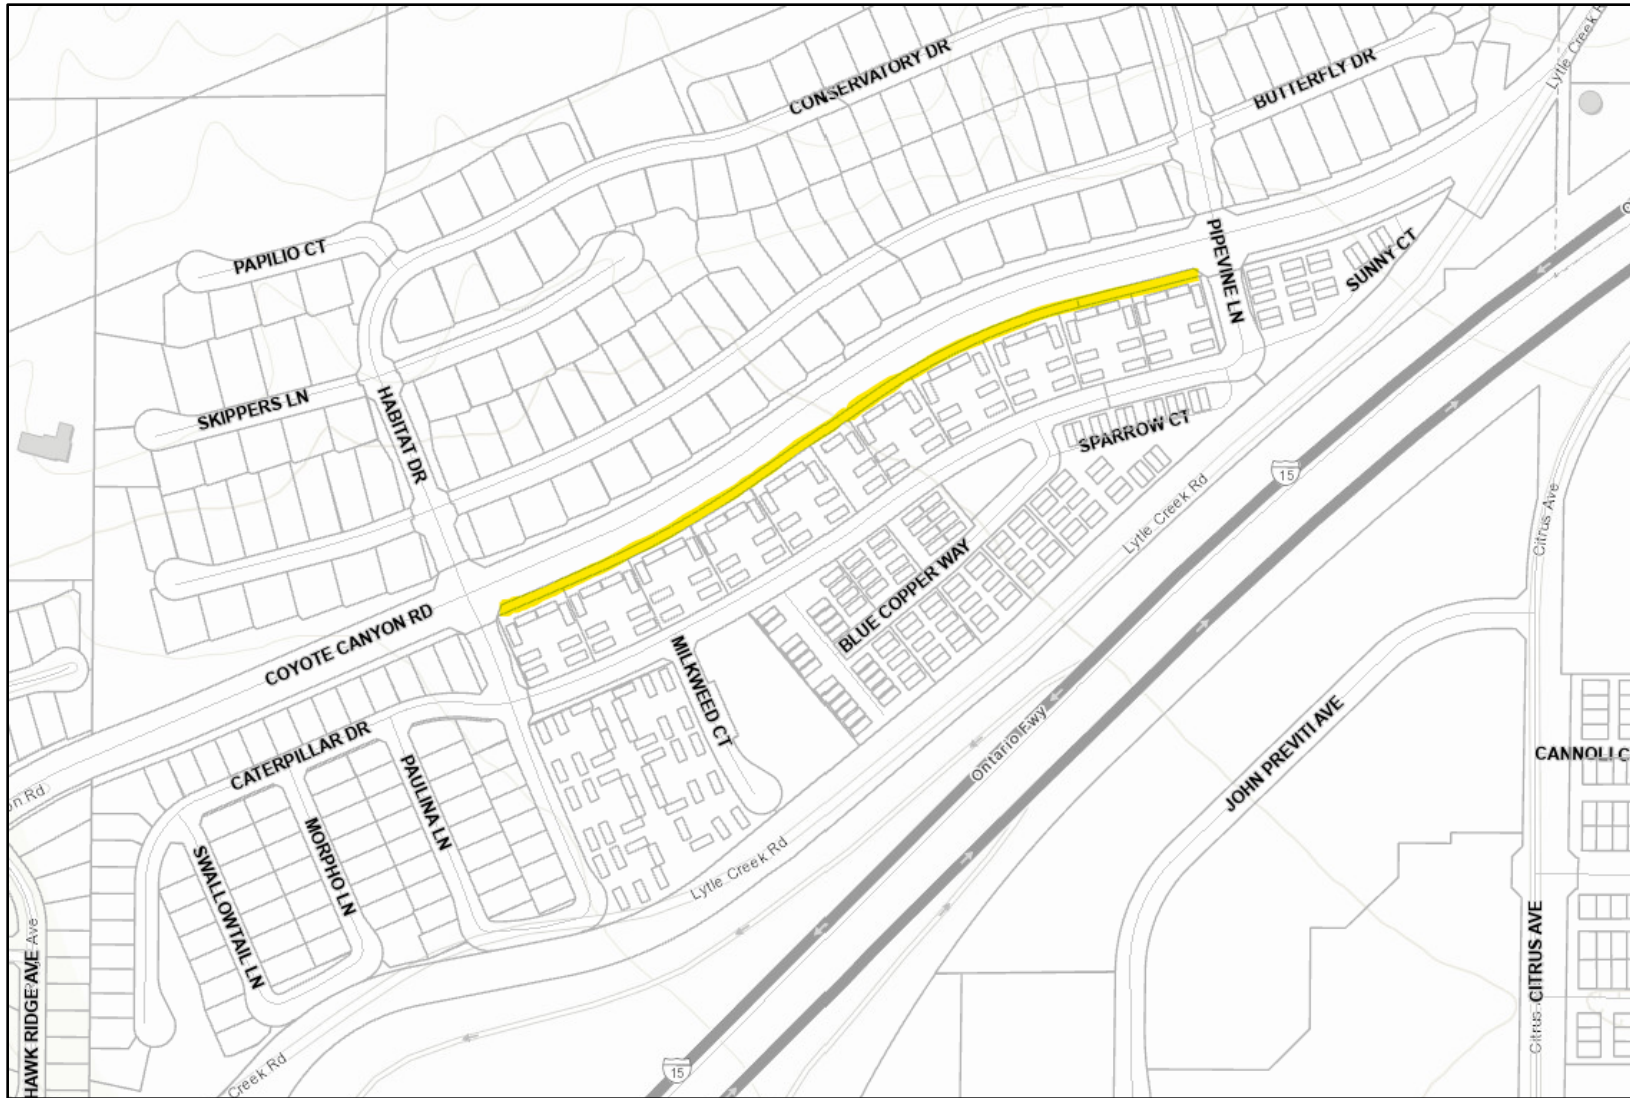 Lytle Creek R
CONSERVATORY DR
BUTTERFLY DR
PAPILIO CT
PIPEVINE LN
SUNNY CT
SKIPPERS LN
HABITAT DR
SPARROW CT
15
Lytle Creek Rd
Citrus Ave
COYOTE CANYON RD
BLUE COPPER WAY
MILKWEED CT
CATERPILLAR DR
PAULINA LN
Ontario Fwy
JOHN PREVITI AVE
CANNOLI C
on Rd
MORPHO LN
SWALLOWTAIL LN
Lytle Creek Rd
HAWK RIDGE AVE
Ave
CITRUS AVE
Citrus
Creek Rd
15